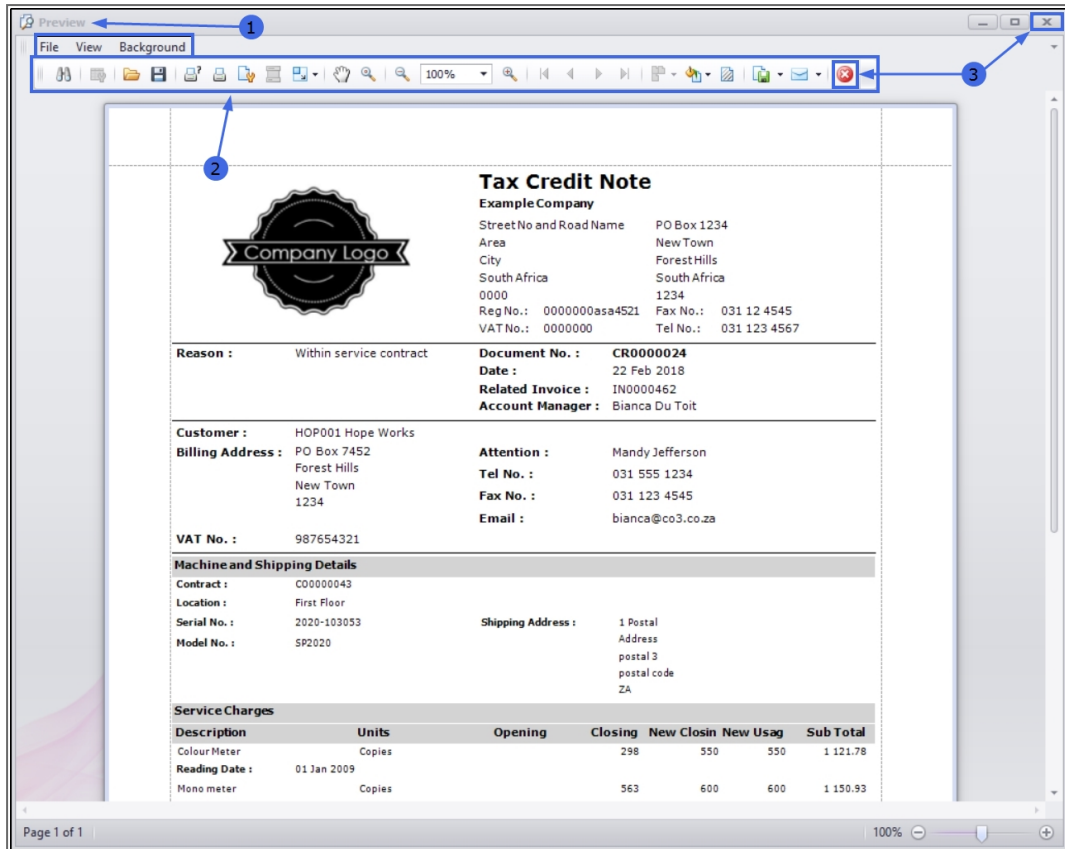 Preview
1
File View Background
3
100%
2
Company Logo
Tax Credit Note
Example Company
Street No and Road Name PO Box 1234
Area New Town
City Forest Hills
South Africa South Africa
0000 1234
Reg No.: 0000000asa4521 Fax No.: 031 12 4545
VAT No.: 0000000 Tel No.: 031 123 4567
Reason : Within service contract Document No. : CR0000024
Date : 22 Feb 2018
Related Invoice : IN0000462
Account Manager : Bianca Du Toit
Customer : HOP001 Hope Works
Billing Address : PO Box 7452 Attention : Mandy Jefferson
Forest Hills
Tel No. : 031 555 1234
New Town
Fax No. : 031 123 4545
1234
Email : bianca@co3.co.za
VAT No. : 987654321
Machine and Shipping Details
Contract : CO0000043
Location : First Floor
Serial No. : 2020-103053 Shipping Address : 1 Postal
Model No. : SP2020 Address
postal 3
postal code
ZA
Service Charges
Description Units Opening Closing New Closin New Usag Sub Total
Colour Meter Copies 298 550 550 1 121.78
Reading Date : 01 Jan 2009
Mono meter Copies 563 600 600 1 150.93
Page 1 of 1 100%